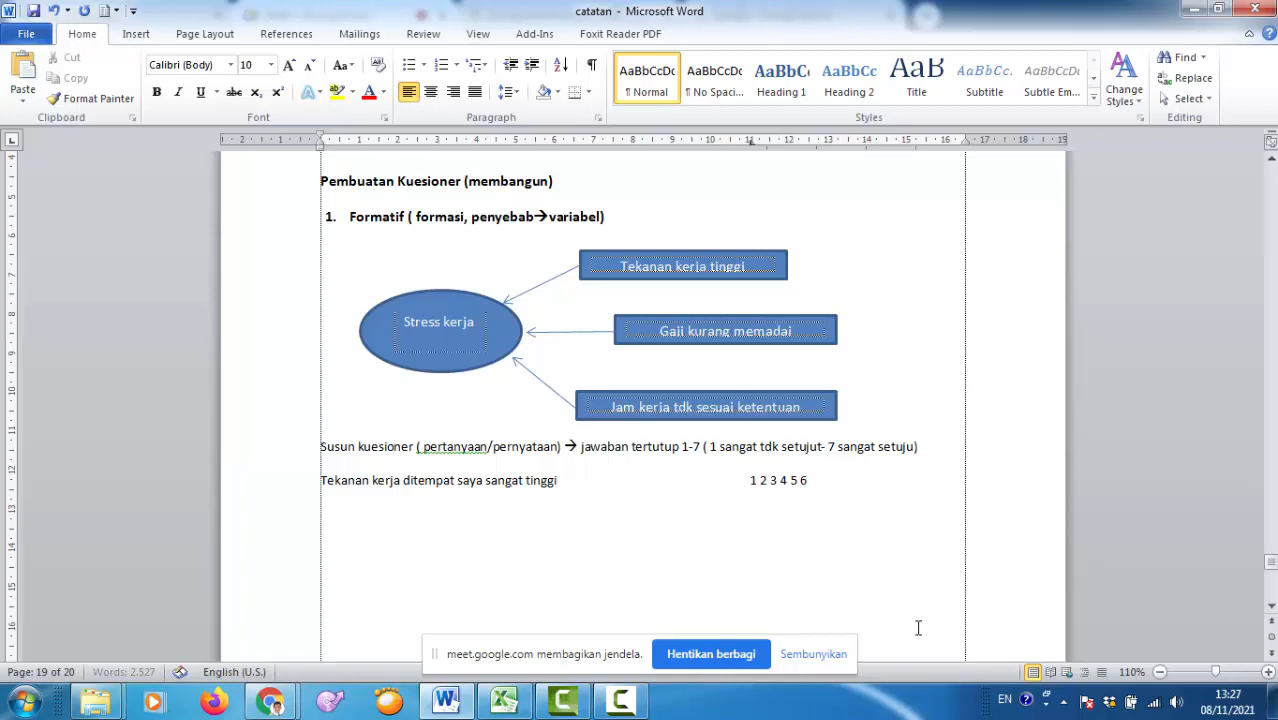 catatan - Microsoft Word
File Home Insert Page Layout References Mailings Review View Add-Ins Foxit Reader PDF
Paste
Cut
Copy
Format Painter
Clipboard
Calibri (Body) 10
Font
Paragraph
AaBbCcDc AaBbCcDc AaBbCc AaBbCc AaB AaBbCcL AaBbCcDc
¶ Normal ¶ No Spaci... Heading 1 Heading 2 Title Subtitle Subtle Em...
Change Styles
Styles
Find
Replace
Select
Editing
Pembuatan Kuesioner (membangun)
1. Formatif ( formasi, penyebab→variabel)
Tekanan kerja tinggi
Stress kerja
Gaji kurang memadai
Jam kerja tdk sesuai ketentuan
Susun kuesioner ( pertanyaan/pernyataan) → jawaban tertutup 1-7 ( 1 sangat tdk setujut- 7 sangat setuju)
Tekanan kerja ditempat saya sangat tinggi 1 2 3 4 5 6
meet.google.com membagikan jendela. Hentikan berbagi Sembunyikan
Page: 19 of 20 Words: 2.527 English (U.S.) 110%
EN 13:27
08/11/2021